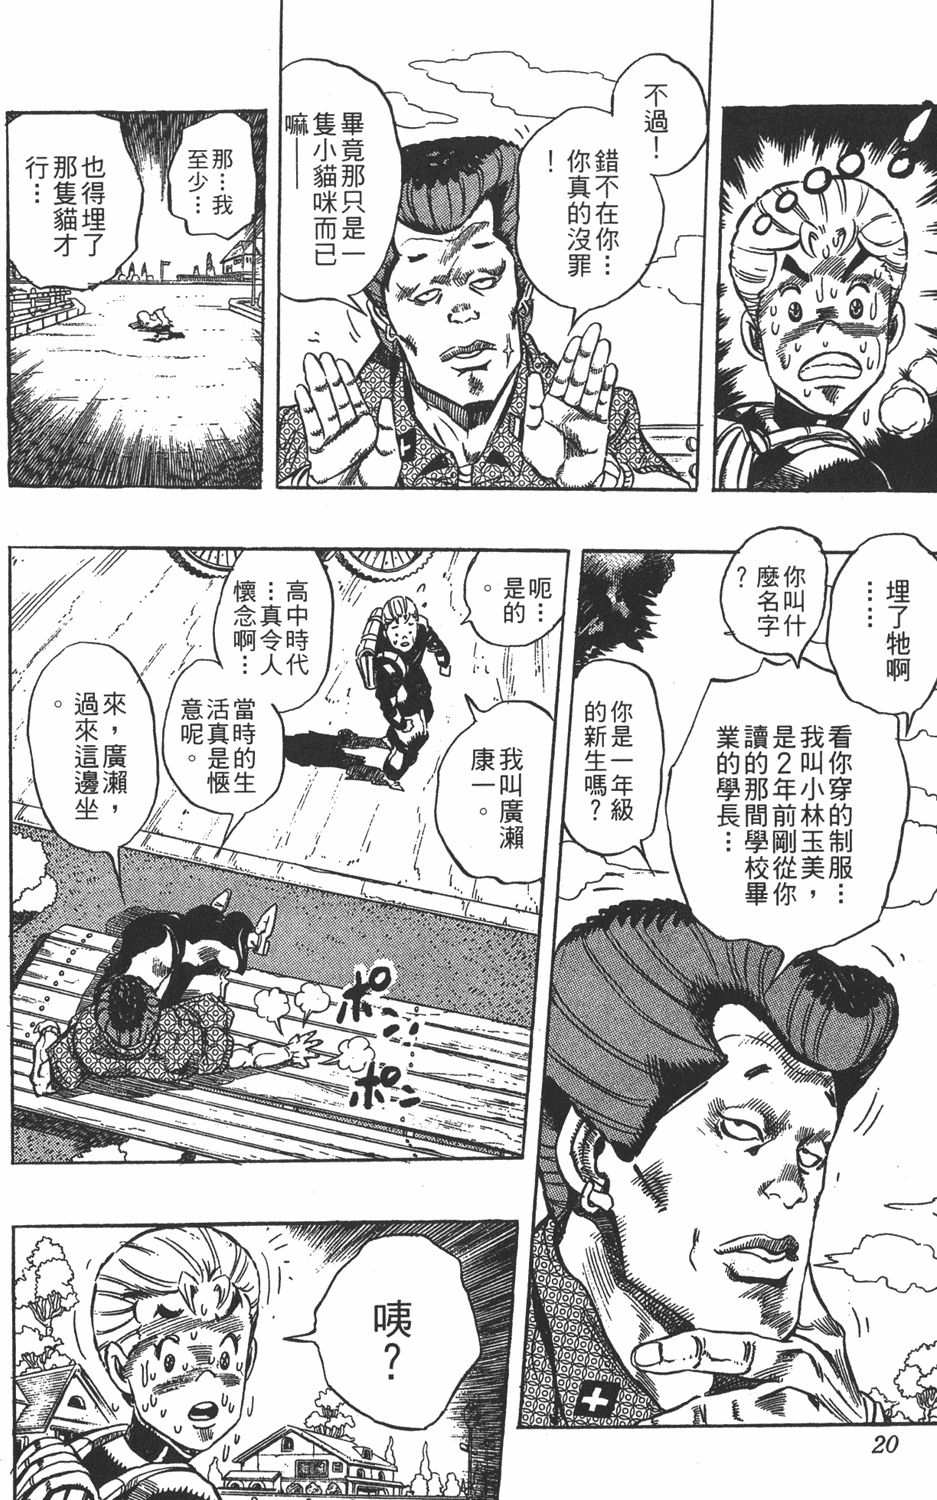 不過！
錯不在你…
你真的沒罪
！
畢竟那只是一
隻小貓咪而已
嘛──
那…我
至少…
也得埋了
那隻貓才
行…
埋了牠啊
……
你叫什
麼名字
？
看你穿的制服…
我叫小林玉美，
是2年前剛從你
讀的那間學校畢
業的學長…
你是一年級
的新生嗎？
呃…
是的
。
我叫廣瀨
康一。
高中時代
…真令人
懷念啊…
當時的生
活真是愜
意呢。
來，廣瀨，
過來這邊坐
。
ポン
ポン
咦？
20